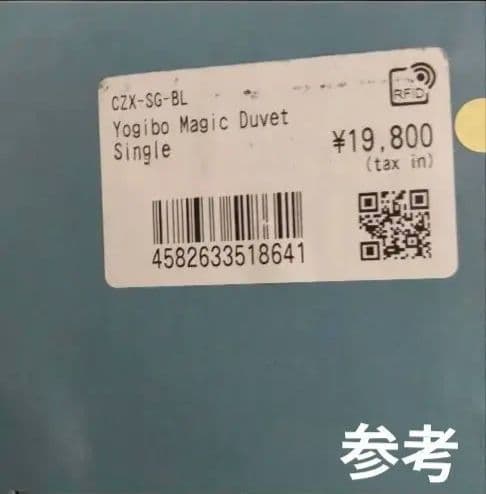 CZX-SG-BL
RFID
Yogibo Magic Duvet
Single
¥19,800
(tax in)
4582633518641
参考